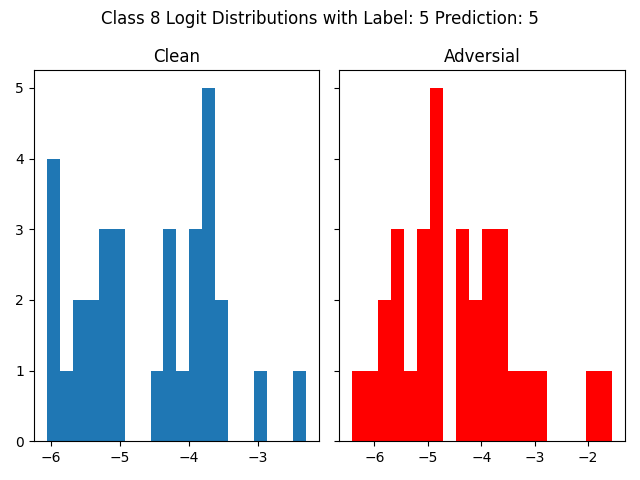 Class 8 Logit Distributions with Label: 5 Prediction: 5
Clean
Adversial
5
4
3
2
1
0
−6 −5 −4 −3
−6 −5 −4 −3 −2